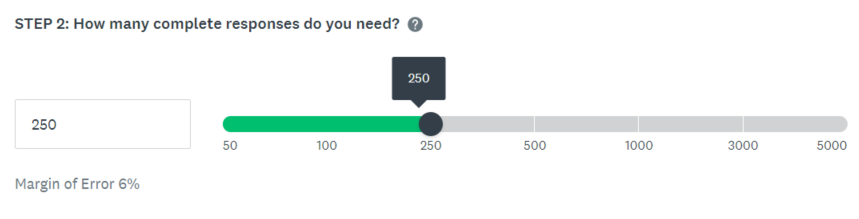 STEP 2: How many complete responses do you need? ?
250
250
50 100 250 500 1000 3000 5000
Margin of Error 6%